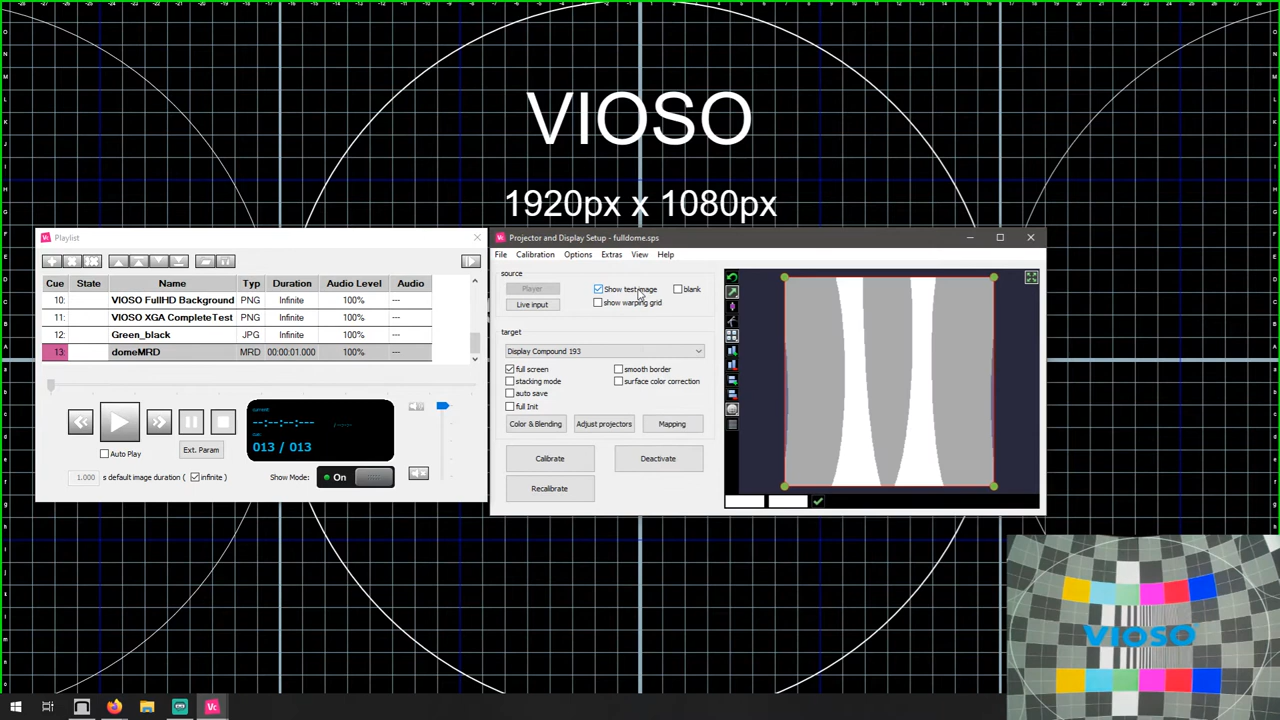 VIOSO
1920px x 1080px
Playlist
Cue State Name Typ Duration Audio Level Audio
10: VIOSO FullHD Background PNG Infinite 100% ---
11: VIOSO XGA CompleteTest PNG Infinite 100% ---
12: Green_black JPG Infinite 100% ---
13: domeMRD MRD 00:00:01.000 100% ---
Auto Play
Ext. Param
current:
--:--:--:---
cue:
013 / 013
1.000 s default image duration ( infinite )
Show Mode: On
Projector and Display Setup - fulldome.sps
File Calibration Options Extras View Help
source
Player Show test image blank
Live input show warping grid
target
Display Compound 193
full screen smooth border
stacking mode surface color correction
auto save
full Init
Color & Blending Adjust projectors Mapping
Calibrate Deactivate
Recalibrate
VIOSO